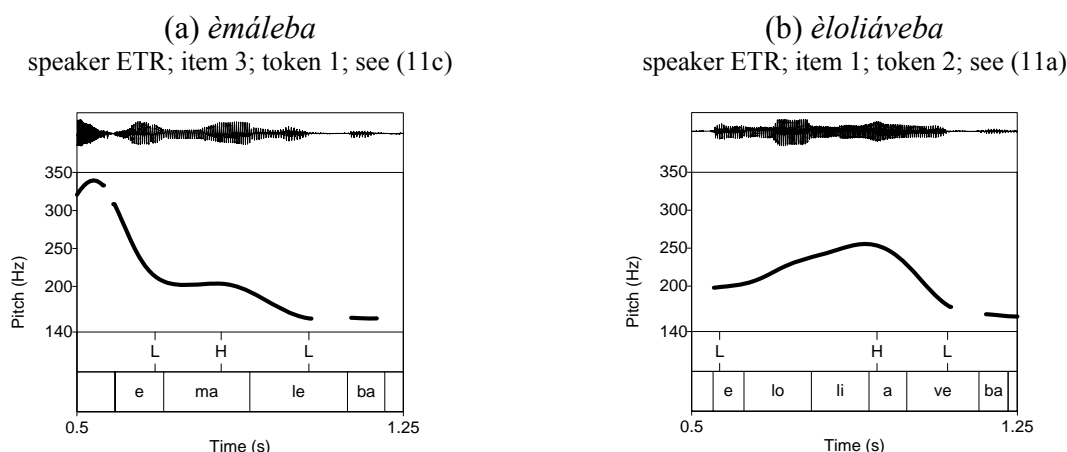 (a) èmáleba
speaker ETR; item 3; token 1; see (11c)
350
300
250
200
140
Pitch (Hz)
L H L
e ma le ba
0.5 1.25
Time (s)
(b) èloliáveba
speaker ETR; item 1; token 2; see (11a)
350
300
250
200
140
Pitch (Hz)
L H L
e lo li a ve ba
0.5 1.25
Time (s)